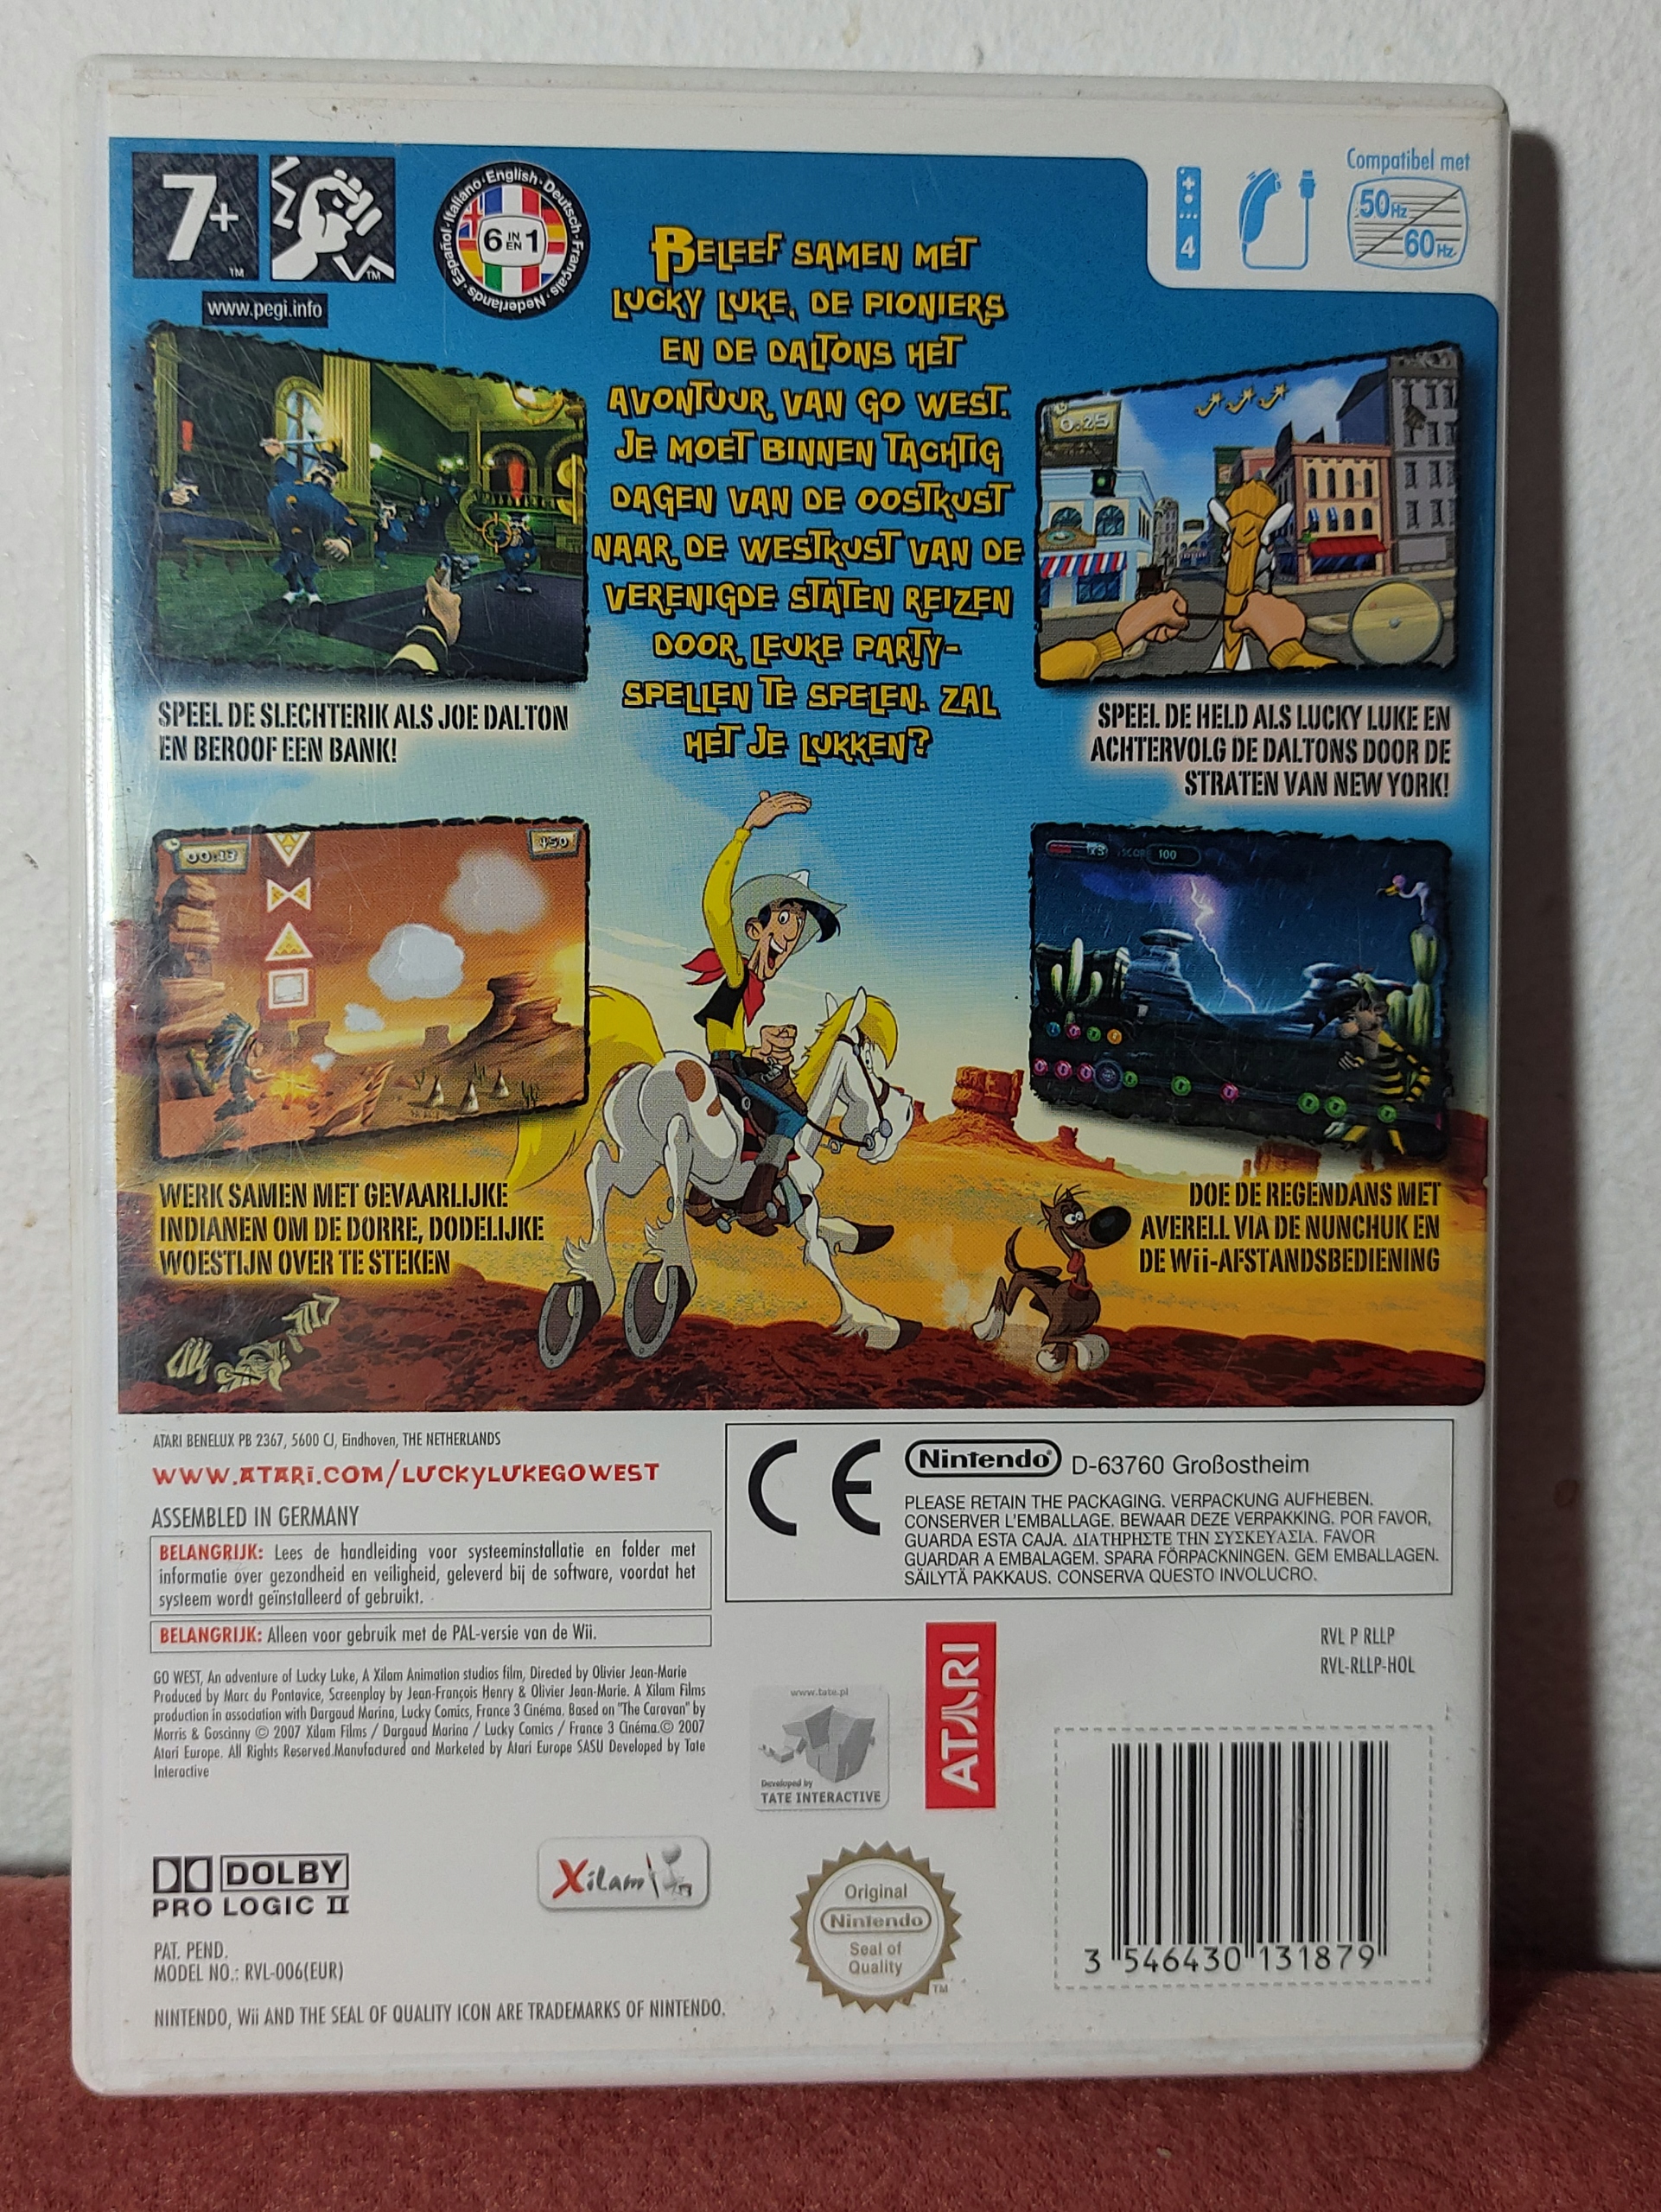 7+
TM
TM
www.pegi.info
English · Deutsch · Français · Nederlands · Español · Italiano
6 IN EN 1
Compatibel met
50Hz
60Hz
4
BELEEF SAMEN MET
LUCKY LUKE, DE PIONIERS
EN DE DALTONS HET
AVONTUUR VAN GO WEST.
JE MOET BINNEN TACHTIG
DAGEN VAN DE OOSTKUST
NAAR DE WESTKUST VAN DE
VERENIGDE STATEN REIZEN
DOOR LEUKE PARTY-
SPELLEN TE SPELEN. ZAL
HET JE LUKKEN?
0:25
SPEEL DE SLECHTERIK ALS JOE DALTON
EN BEROOF EEN BANK!
SPEEL DE HELD ALS LUCKY LUKE EN
ACHTERVOLG DE DALTONS DOOR DE
STRATEN VAN NEW YORK!
00:13
450
x3
100
WERK SAMEN MET GEVAARLIJKE
INDIANEN OM DE DORRE, DODELIJKE
WOESTIJN OVER TE STEKEN
DOE DE REGENDANS MET
AVERELL VIA DE NUNCHUK EN
DE Wii-AFSTANDSBEDIENING
ATARI BENELUX PB 2367, 5600 CJ, Eindhoven, THE NETHERLANDS
WWW.ATARI.COM/LUCKYLUKEGOWEST
ASSEMBLED IN GERMANY
BELANGRIJK: Lees de handleiding voor systeeminstallatie en folder met
informatie over gezondheid en veiligheid, geleverd bij de software, voordat het
systeem wordt geïnstalleerd of gebruikt.
BELANGRIJK: Alleen voor gebruik met de PAL-versie van de Wii.
GO WEST, An adventure of Lucky Luke, A Xilam Animation studios film, Directed by Olivier Jean-Marie
Produced by Marc du Pontavice, Screenplay by Jean-François Henry & Olivier Jean-Marie. A Xilam Films
production in association with Dargaud Marina, Lucky Comics, France 3 Cinéma. Based on "The Caravan" by
Morris & Goscinny © 2007 Xilam Films / Dargaud Marina / Lucky Comics / France 3 Cinéma.© 2007
Atari Europe. All Rights Reserved.Manufactured and Marketed by Atari Europe SASU Developed by Tate
Interactive
CE
Nintendo® D-63760 Großostheim
PLEASE RETAIN THE PACKAGING. VERPACKUNG AUFHEBEN.
CONSERVER L'EMBALLAGE. BEWAAR DEZE VERPAKKING. POR FAVOR,
GUARDA ESTA CAJA. ΔΙΑΤΗΡΗΣΤΕ ΤΗΝ ΣΥΣΚΕΥΑΣΙΑ. FAVOR
GUARDAR A EMBALAGEM. SPARA FÖRPACKNINGEN. GEM EMBALLAGEN.
SÄILYTÄ PAKKAUS. CONSERVA QUESTO INVOLUCRO.
www.tate.pl
Developed by
TATE INTERACTIVE
ATARI
RVL P RLLP
RVL-RLLP-HOL
DOLBY
PRO LOGIC II
Xilam
Original
Nintendo®
Seal of
Quality
TM
3 546430 131879
PAT. PEND.
MODEL NO.: RVL-006(EUR)
NINTENDO, Wii AND THE SEAL OF QUALITY ICON ARE TRADEMARKS OF NINTENDO.